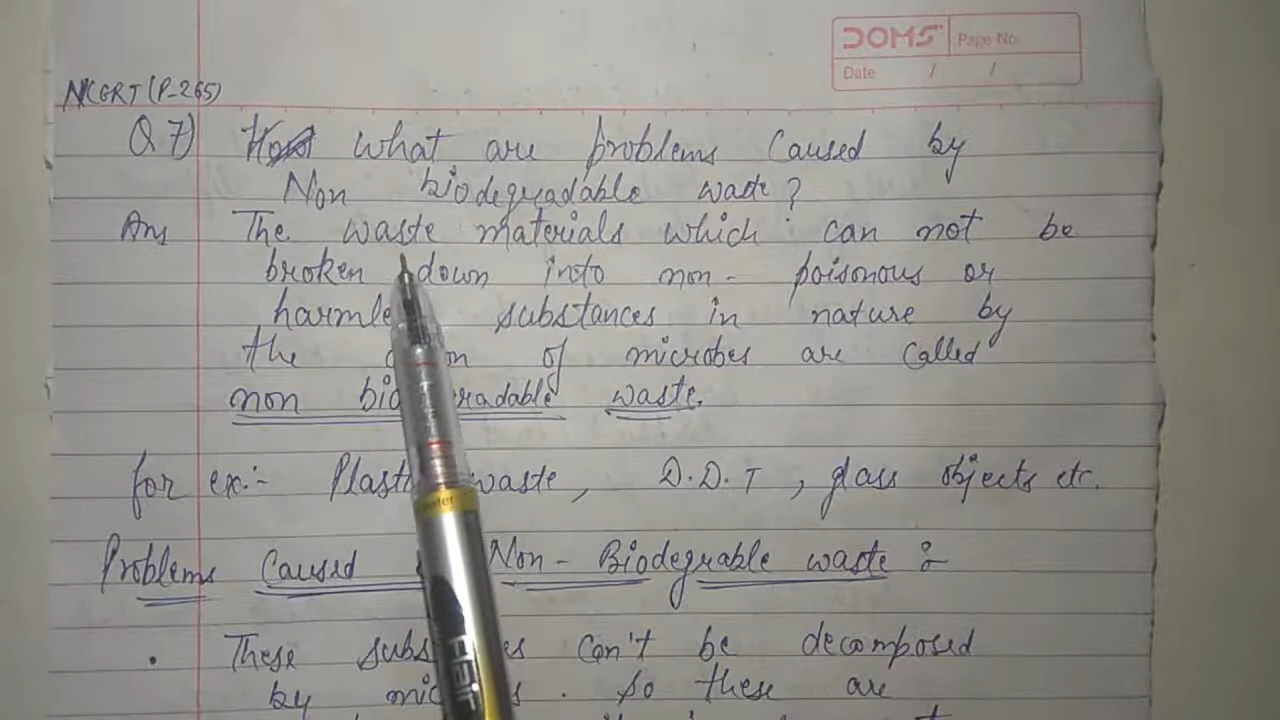 DOMS Page No.
Date / /
NCERT (P-265)
Q 7) What are problems caused by
Non biodegradable waste?
Ans The waste materials which can not be
broken down into non- poisonous or
substances in nature by
the of microbes are called
non waste.
for ex:- waste, D.D.T, glass objects etc.
Problems Caused Non-Biodegrable waste :
• These can't be decomposed
by . So these are